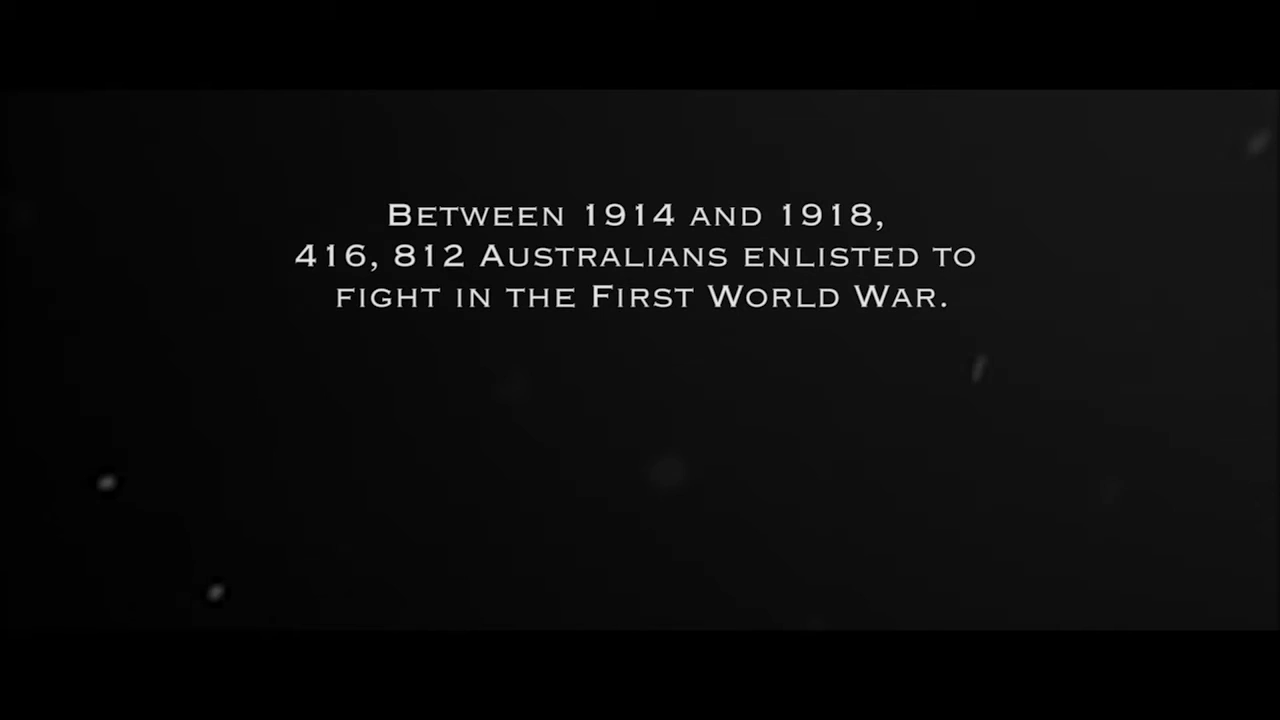 Between 1914 and 1918,
416, 812 Australians enlisted to
fight in the First World War.